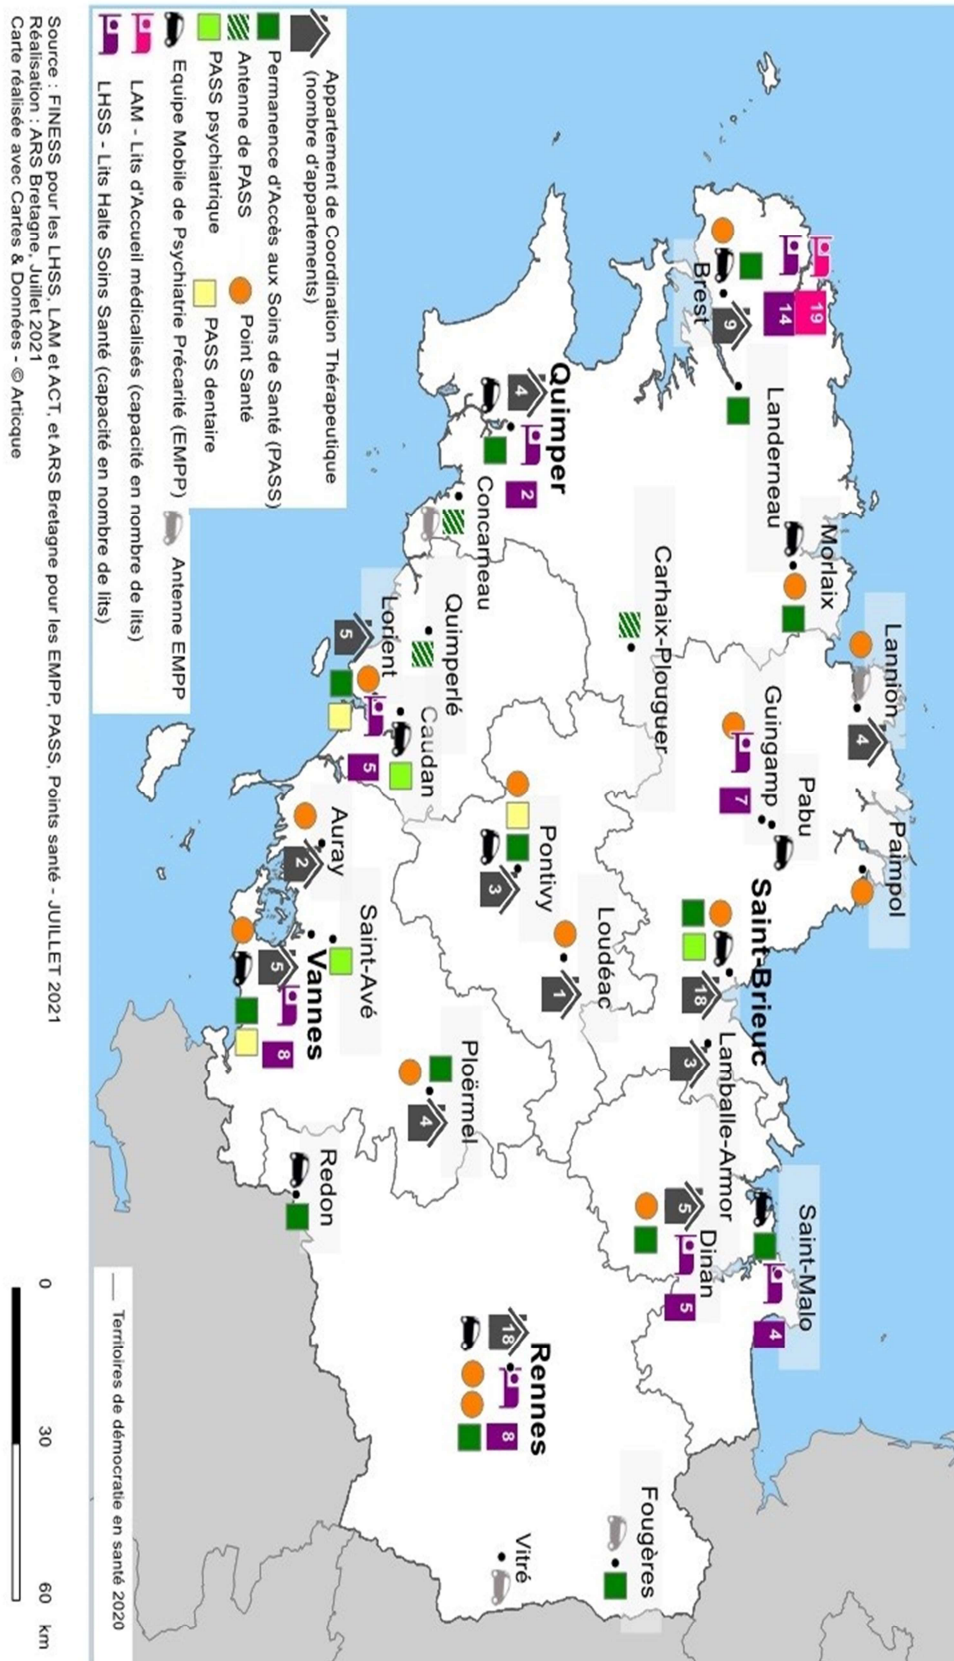 Paimpol
Lannion
4
Saint-Malo
4
Morlaix
19
14
Pabu
Guingamp
7
Landerneau
Brest
9
Saint-Brieuc
18
Lamballe-Armor
3
Dinan
5
5
Carhaix-Plouguer
Fougères
Loudéac
1
Quimper
4
2
Pontivy
3
Rennes
18
8
Vitré
Concarneau
Ploërmel
4
Quimperlé
Caudan
Lorient
5
5
Saint-Avé
Auray
2
Vannes
5
8
Redon
Appartement de Coordination Thérapeutique
(nombre d'appartements)
Permanence d'Accès aux Soins de Santé (PASS)
Antenne de PASS
Point Santé
PASS psychiatrique
PASS dentaire
Equipe Mobile de Psychiatrie Précarité (EMPP)
Antenne EMPP
LAM - Lits d'Accueil médicalisés (capacité en nombre de lits)
LHSS - Lits Halte Soins Santé (capacité en nombre de lits)
Territoires de démocratie en santé 2020
0 30 60 km
Source : FINESS pour les LHSS, LAM et ACT, et ARS Bretagne pour les EMPP, PASS, Points santé - JUILLET 2021
Réalisation : ARS Bretagne, Juillet 2021
Carte réalisée avec Cartes & Données - © Articque